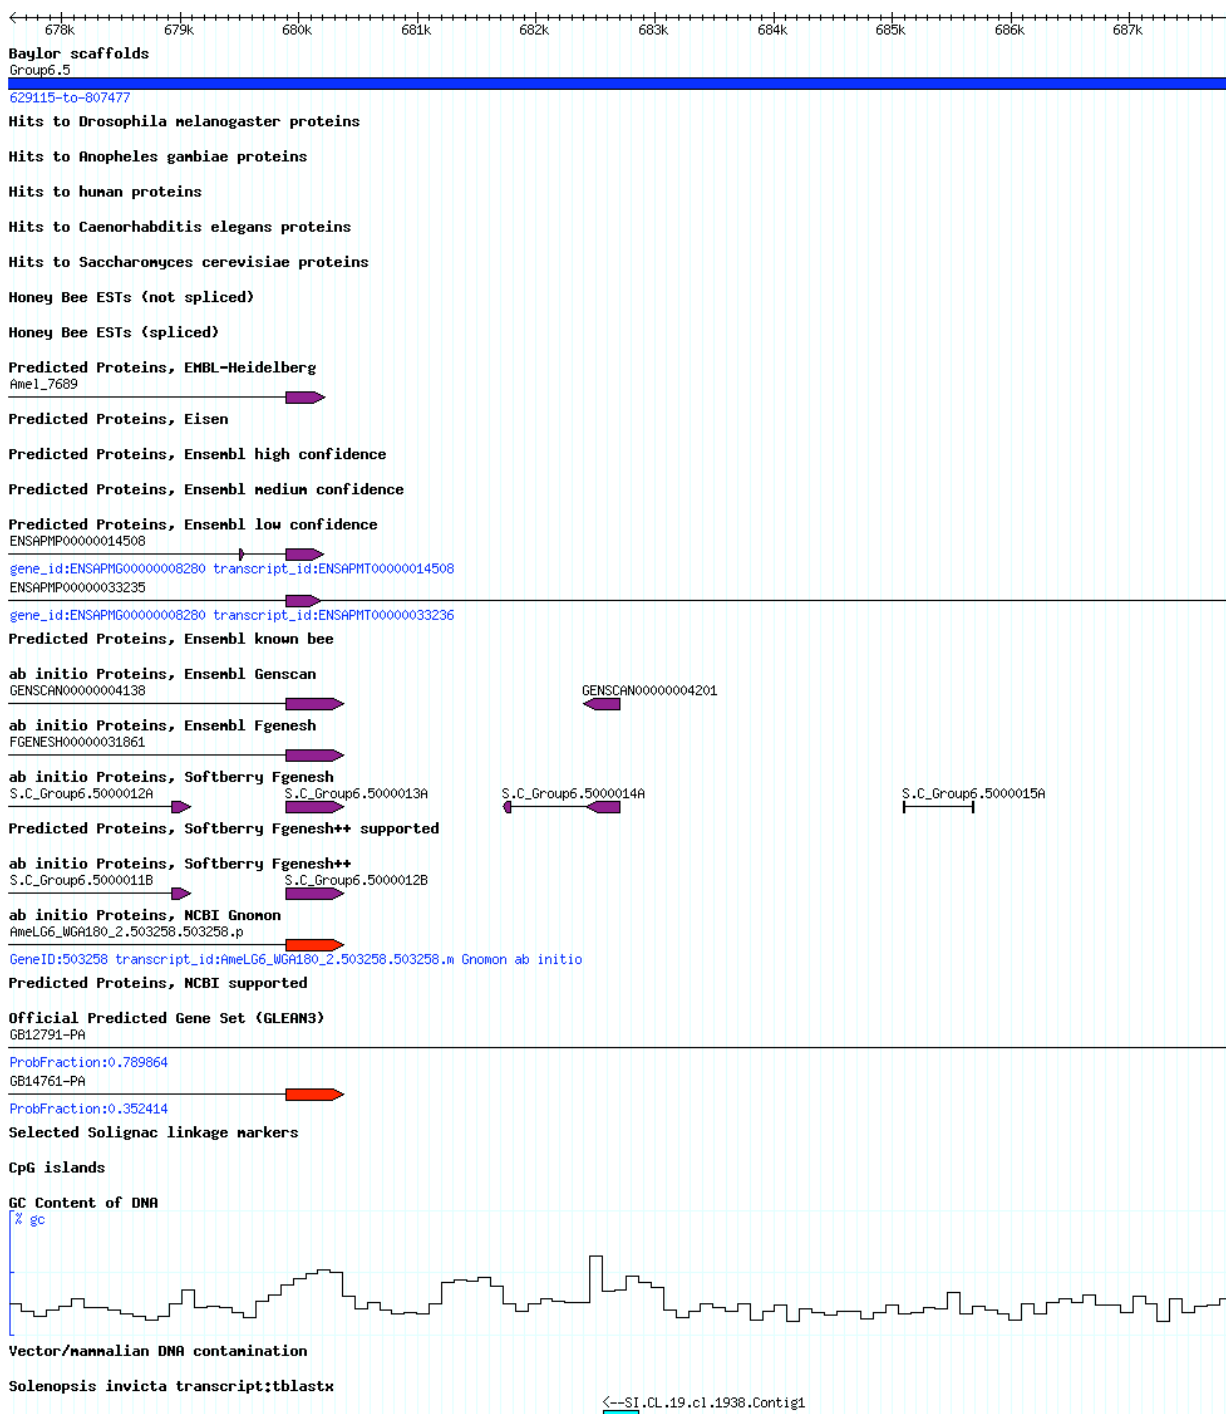 678k 679k 680k 681k 682k 683k 684k 685k 686k 687k
Baylor scaffolds
Group6.5
629115-to-807477
Hits to Drosophila melanogaster proteins
Hits to Anopheles gambiae proteins
Hits to human proteins
Hits to Caenorhabditis elegans proteins
Hits to Saccharomyces cerevisiae proteins
Honey Bee ESTs (not spliced)
Honey Bee ESTs (spliced)
Predicted Proteins, EMBL-Heidelberg
Amel_7689
Predicted Proteins, Eisen
Predicted Proteins, Ensembl high confidence
Predicted Proteins, Ensembl medium confidence
Predicted Proteins, Ensembl low confidence
ENSAPMP00000014508
gene_id:ENSAPMG00000008280 transcript_id:ENSAPMT00000014508
ENSAPMP00000033235
gene_id:ENSAPMG00000008280 transcript_id:ENSAPMT00000033236
Predicted Proteins, Ensembl known bee
ab initio Proteins, Ensembl Genscan
GENSCAN00000004138 GENSCAN00000004201
ab initio Proteins, Ensembl Fgenesh
FGENESH00000031861
ab initio Proteins, Softberry Fgenesh
S.C_Group6.5000012A S.C_Group6.5000013A S.C_Group6.5000014A S.C_Group6.5000015A
Predicted Proteins, Softberry Fgenesh++ supported
ab initio Proteins, Softberry Fgenesh++
S.C_Group6.5000011B S.C_Group6.5000012B
ab initio Proteins, NCBI Gnomon
AmeLG6_WGA180_2.503258.503258.p
GeneID:503258 transcript_id:AmeLG6_WGA180_2.503258.503258.m Gnomon ab initio
Predicted Proteins, NCBI supported
Official Predicted Gene Set (GLEAN3)
GB12791-PA
ProbFraction:0.789864
GB14761-PA
ProbFraction:0.352414
Selected Solignac linkage markers
CpG islands
GC Content of DNA
% gc
Vector/mammalian DNA contamination
Solenopsis invicta transcript:tblastx
<--SI.CL.19.cl.1938.Contig1